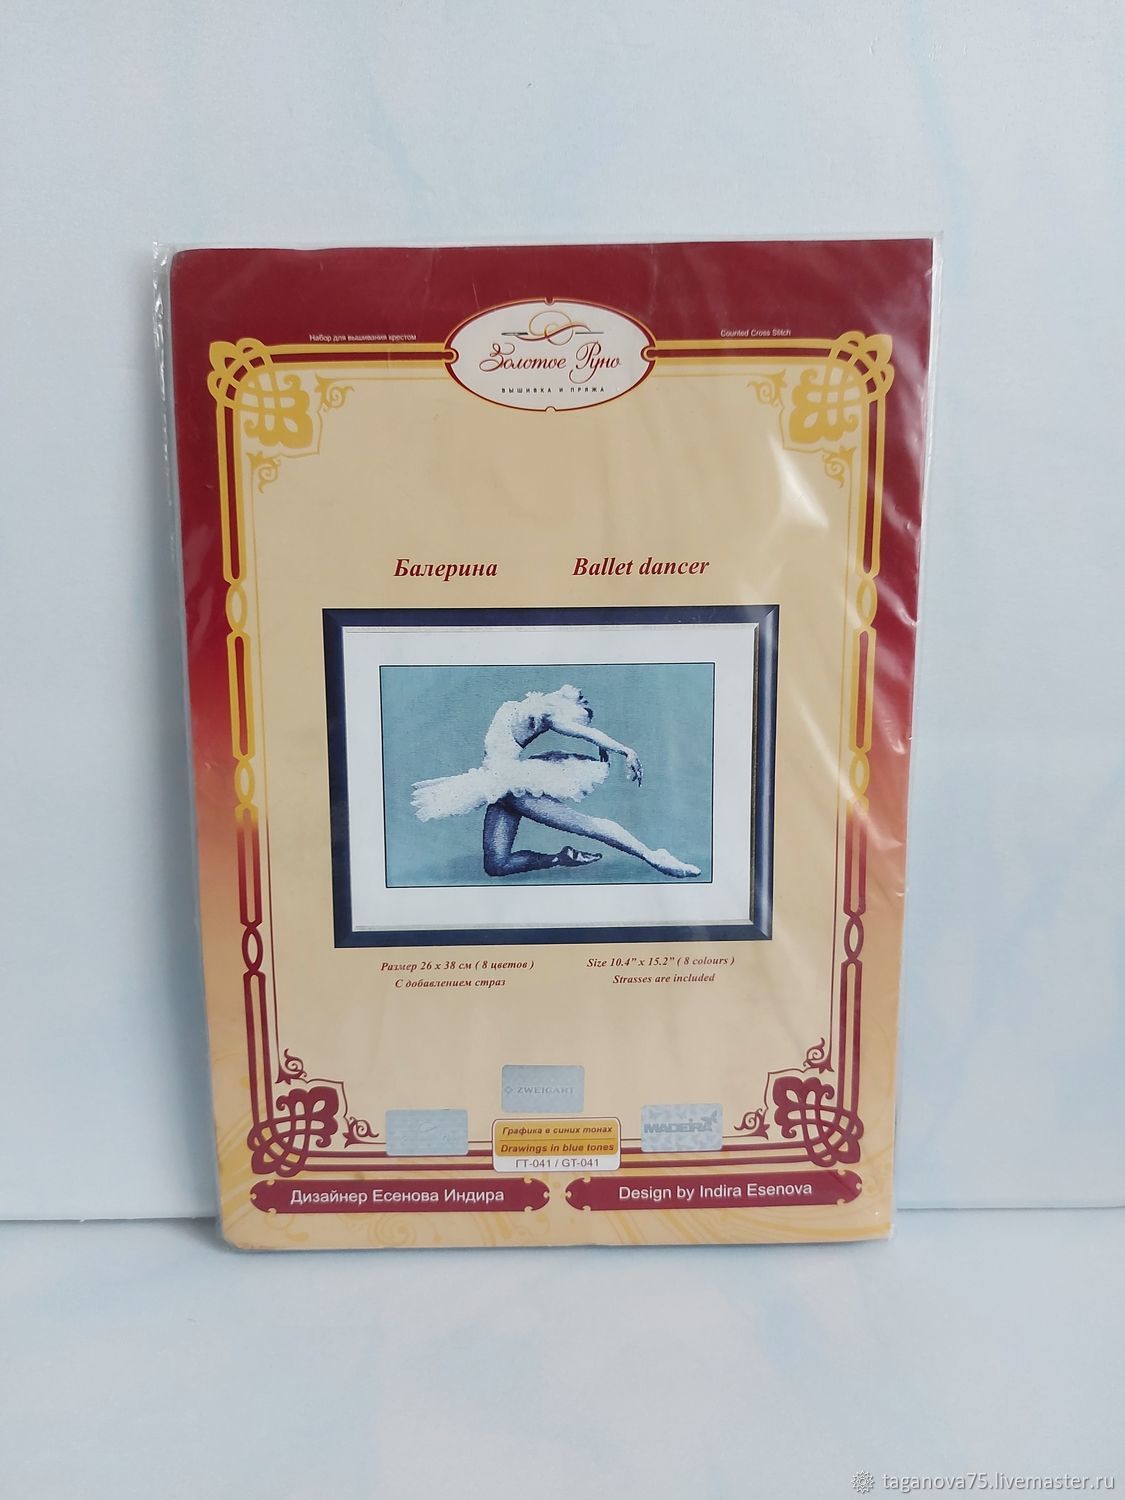 Набор для вышивания крестом
Counted Cross Stitch
Золотое Руно
ВЫШИВКА И ПРЯЖА
Балерина
Ballet dancer
Размер 26 x 38 см ( 8 цветов )
С добавлением страз
Size 10.4" x 15.2" ( 8 colours )
Strasses are included
ZWEIGART
MADEIRA
Графика в синих тонах
Drawings in blue tones
ГТ-041 / GT-041
Дизайнер Есенова Индира
Design by Indira Esenova
taganova75.livemaster.ru